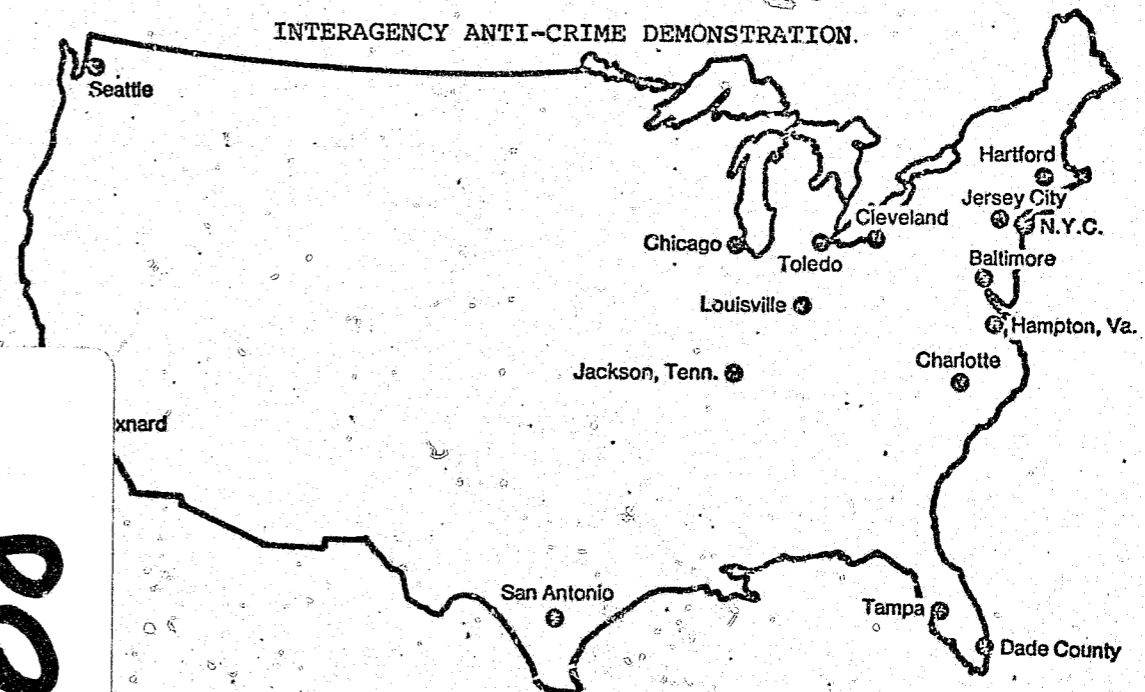 INTERAGENCY ANTI-CRIME DEMONSTRATION.
Seattle
Hartford
Jersey City
N.Y.C.
Cleveland
Chicago
Toledo
Baltimore
Louisville
Hampton, Va.
Charlotte
Jackson, Tenn.
xnard
San Antonio
Tampa
Dade County